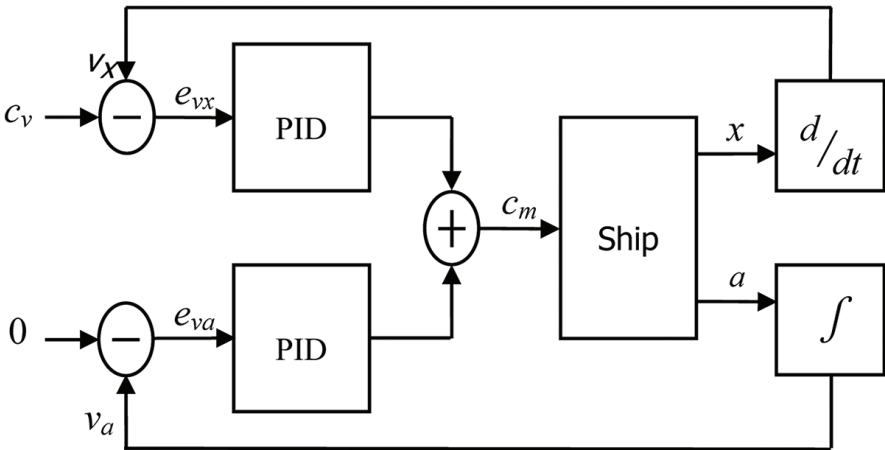 v_x
c_v
−
e_vx
PID
d/dt
x
+
c_m
Ship
a
0
−
e_va
PID
∫
v_a